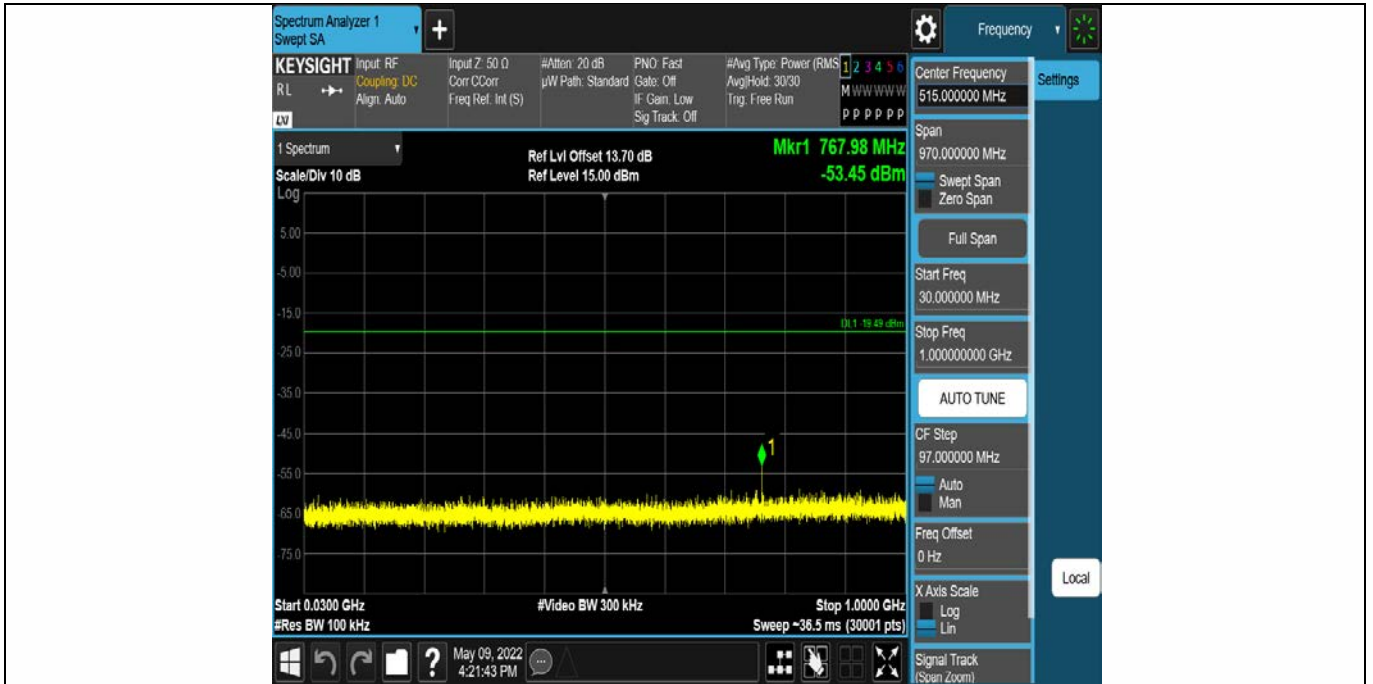 Spectrum Analyzer 1
Swept SA
+
Frequency
KEYSIGHT
RL
LXI
Input: RF
Coupling: DC
Align: Auto
Input Z: 50 Ω
Corr CCorr
Freq Ref: Int (S)
#Atten: 20 dB
µW Path: Standard
PNO: Fast
Gate: Off
IF Gain: Low
Sig Track: Off
#Avg Type: Power (RMS
Avg|Hold: 30/30
Trig: Free Run
1 2 3 4 5 6
M W W W W W
P P P P P P
Center Frequency
515.000000 MHz
Settings
1 Spectrum
Scale/Div 10 dB
Ref Lvl Offset 13.70 dB
Ref Level 15.00 dBm
Mkr1 767.98 MHz
-53.45 dBm
Span
970.000000 MHz
Swept Span
Zero Span
Full Span
Start Freq
30.000000 MHz
Stop Freq
1.000000000 GHz
AUTO TUNE
CF Step
97.000000 MHz
Auto
Man
Freq Offset
0 Hz
X Axis Scale
Log
Lin
Signal Track
(Span Zoom)
Local
Log
5.00
-5.00
-15.0
DL1 -19.49 dBm
-25.0
-35.0
-45.0
1
-55.0
-65.0
-75.0
Start 0.0300 GHz
#Video BW 300 kHz
Stop 1.0000 GHz
#Res BW 100 kHz
Sweep ~36.5 ms (30001 pts)
?
May 09, 2022
4:21:43 PM